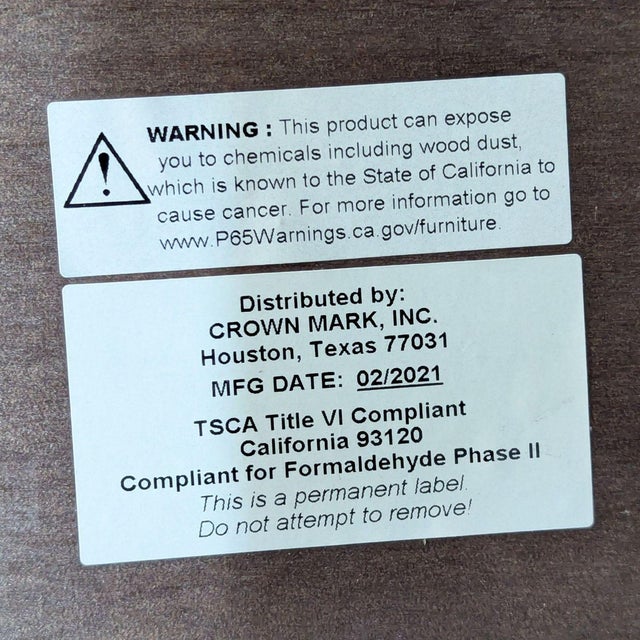 WARNING : This product can expose
you to chemicals including wood dust,
which is known to the State of California to
cause cancer. For more information go to
www.P65Warnings.ca.gov/furniture.
Distributed by:
CROWN MARK, INC.
Houston, Texas 77031
MFG DATE: 02/2021
TSCA Title VI Compliant
California 93120
Compliant for Formaldehyde Phase II
This is a permanent label.
Do not attempt to remove!